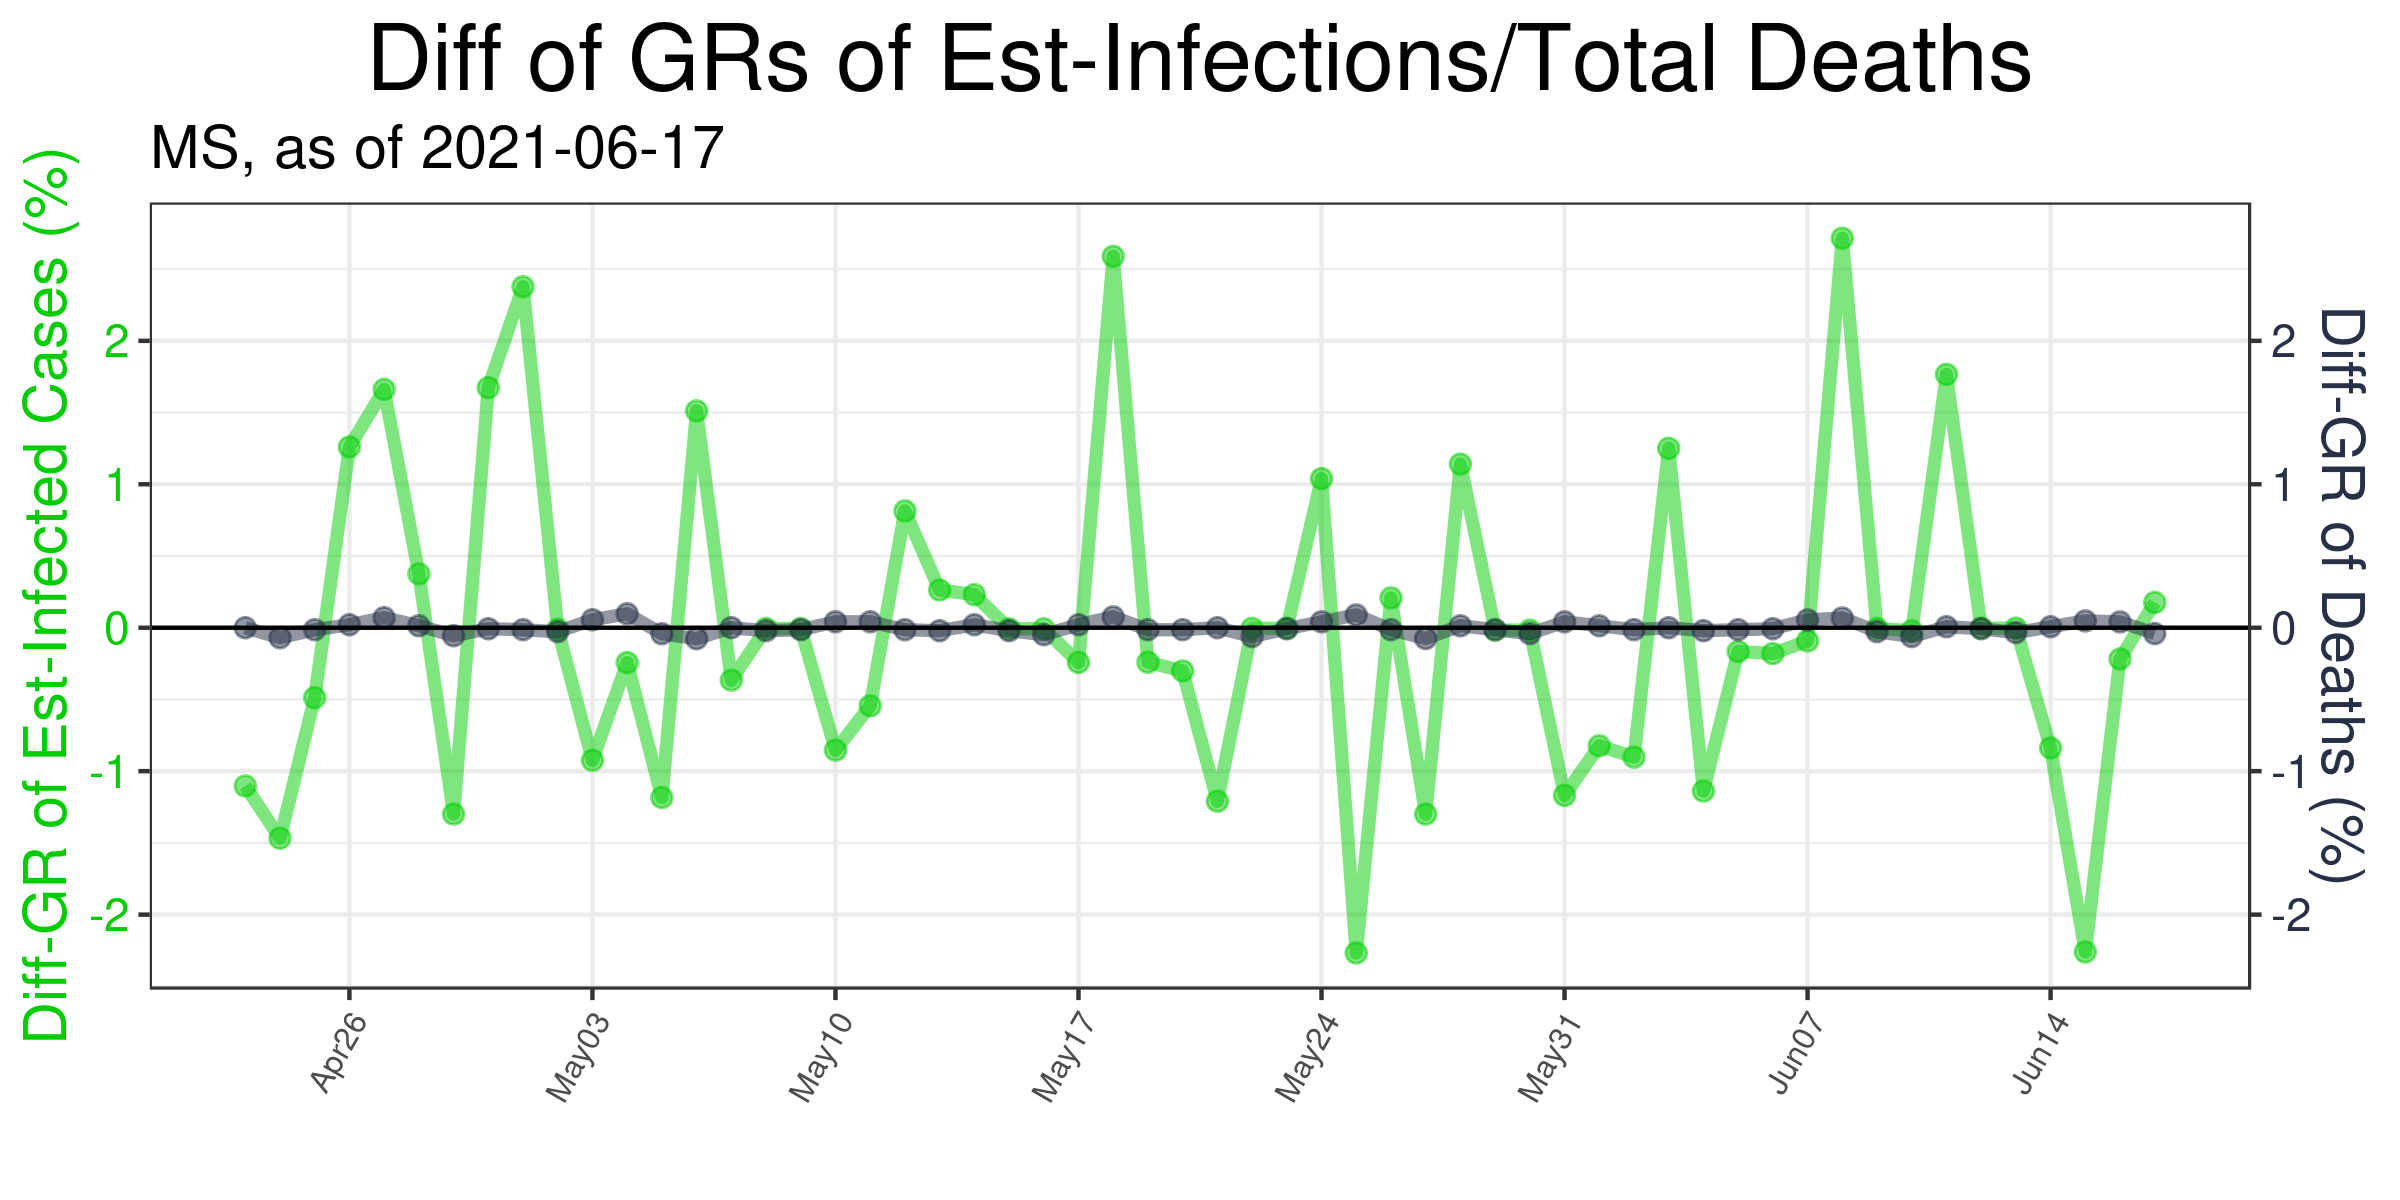 Diff of GRs of Est-Infections/Total Deaths
MS, as of 2021-06-17
Diff-GR of Est-Infected Cases (%)
2
1
0
-1
-2
2
1
0
-1
-2
Diff-GR of Deaths (%)
Apr26
May03
May10
May17
May24
May31
Jun07
Jun14